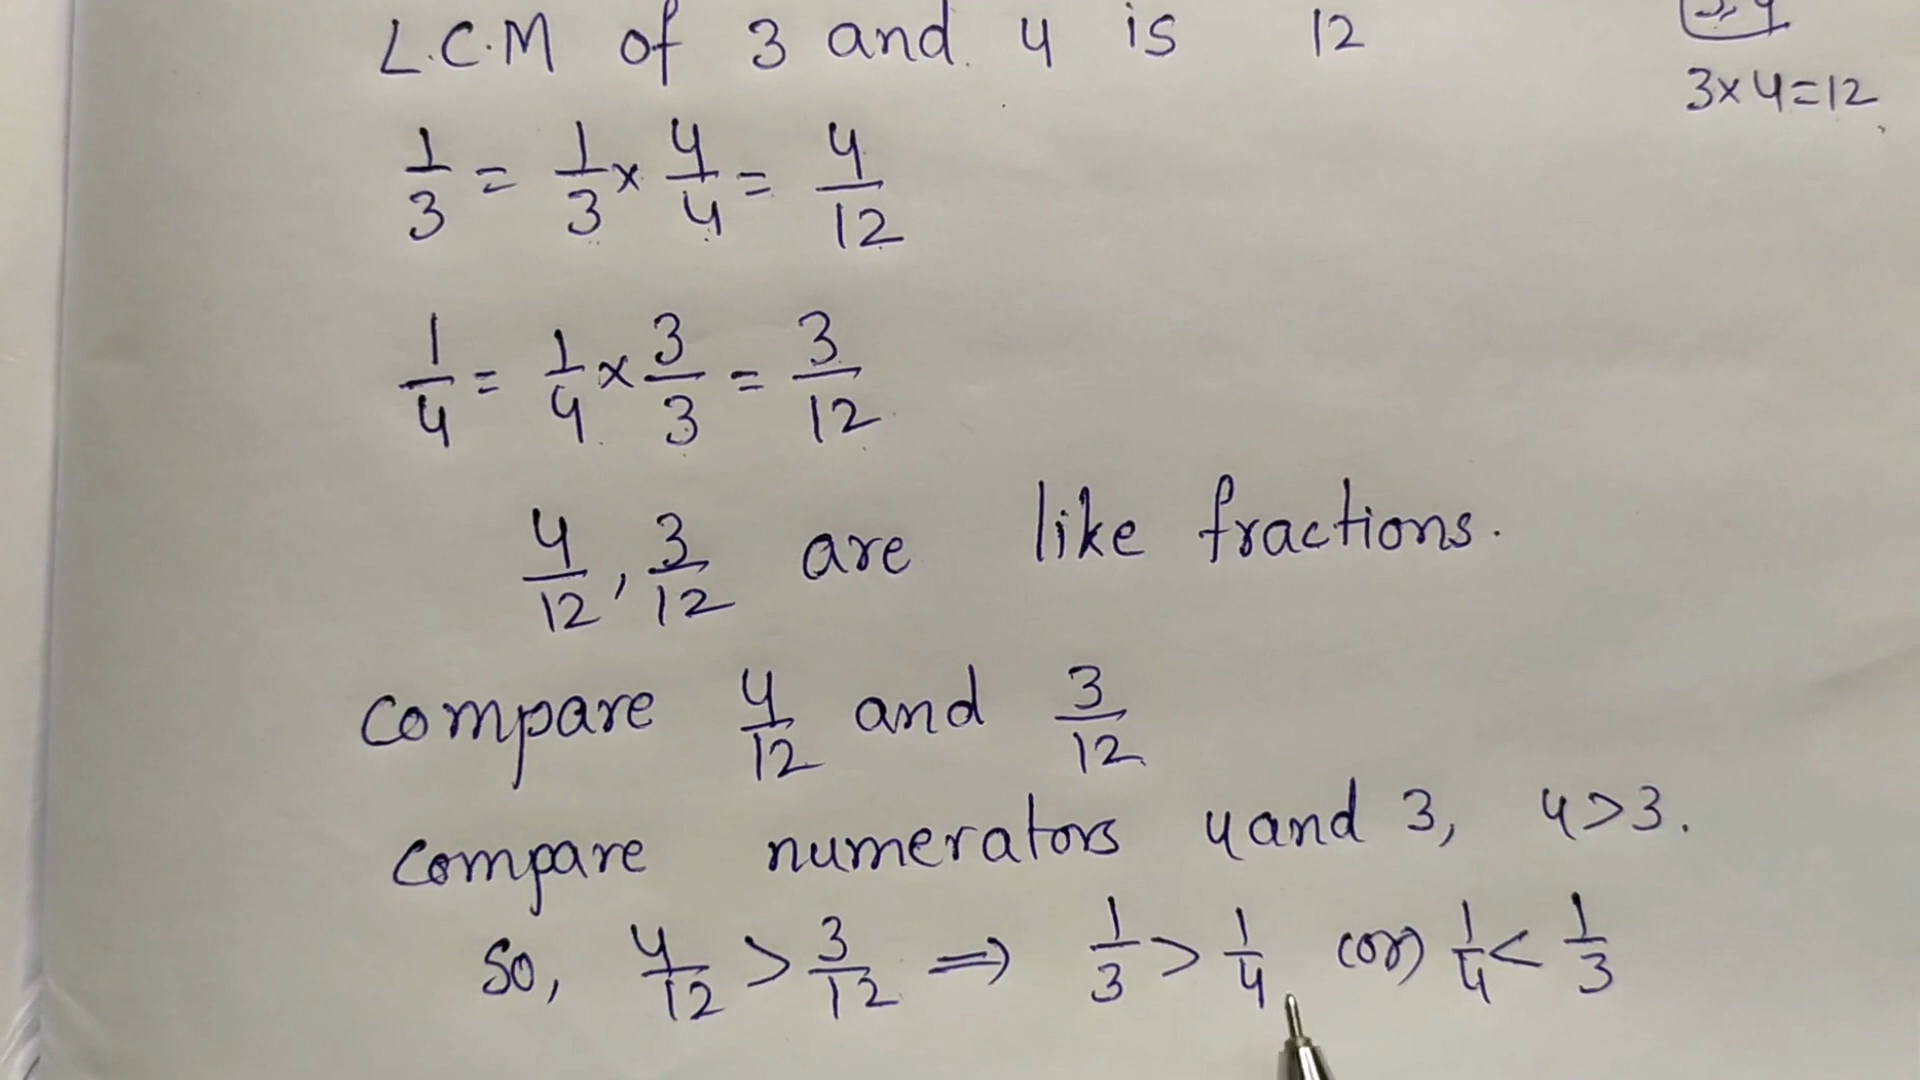 L.C.M of 3 and 4 is 12
3×4=12
1/3 = 1/3 × 4/4 = 4/12
1/4 = 1/4 × 3/3 = 3/12
4/12, 3/12 are like fractions.
compare 4/12 and 3/12
compare numerators 4 and 3, 4>3.
So, 4/12 > 3/12 ⇒ 1/3 > 1/4 (or) 1/4 < 1/3